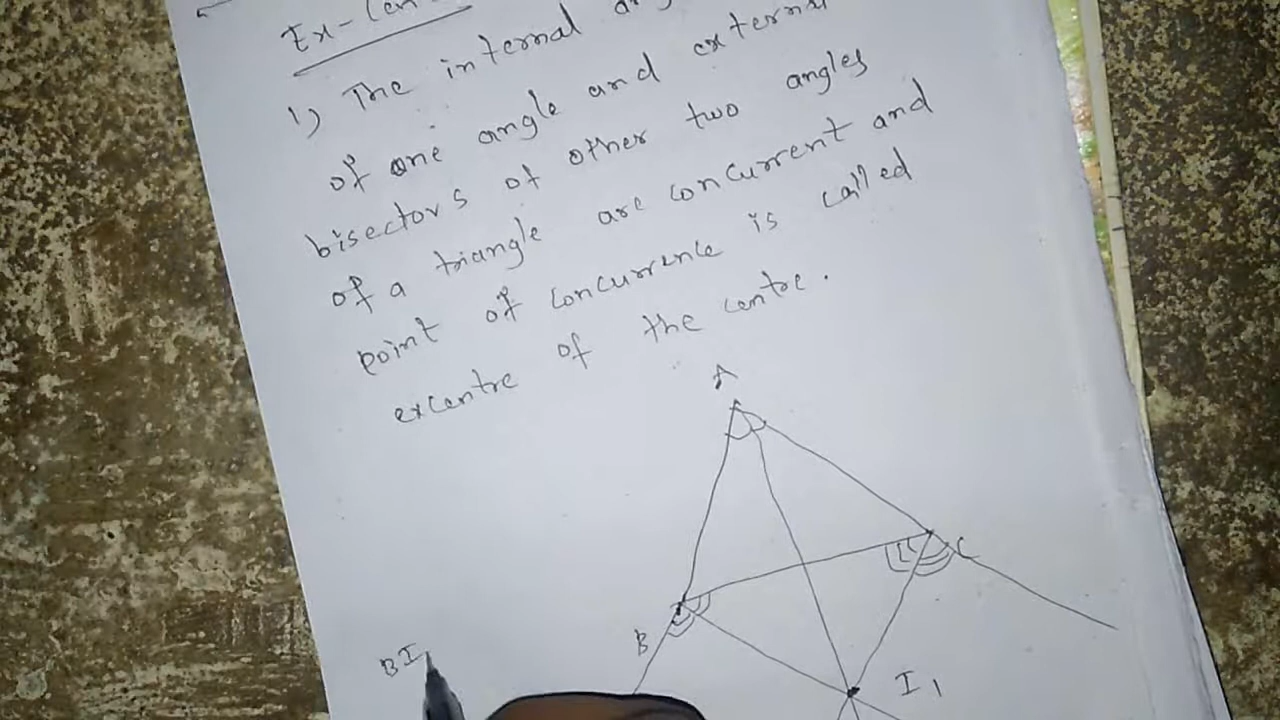 1) The internal
of one angle and external
bisectors of other two angles
of a triangle are concurrent and
point of concurrence is called
excentre of the centre.
A
B
C
I1
BI